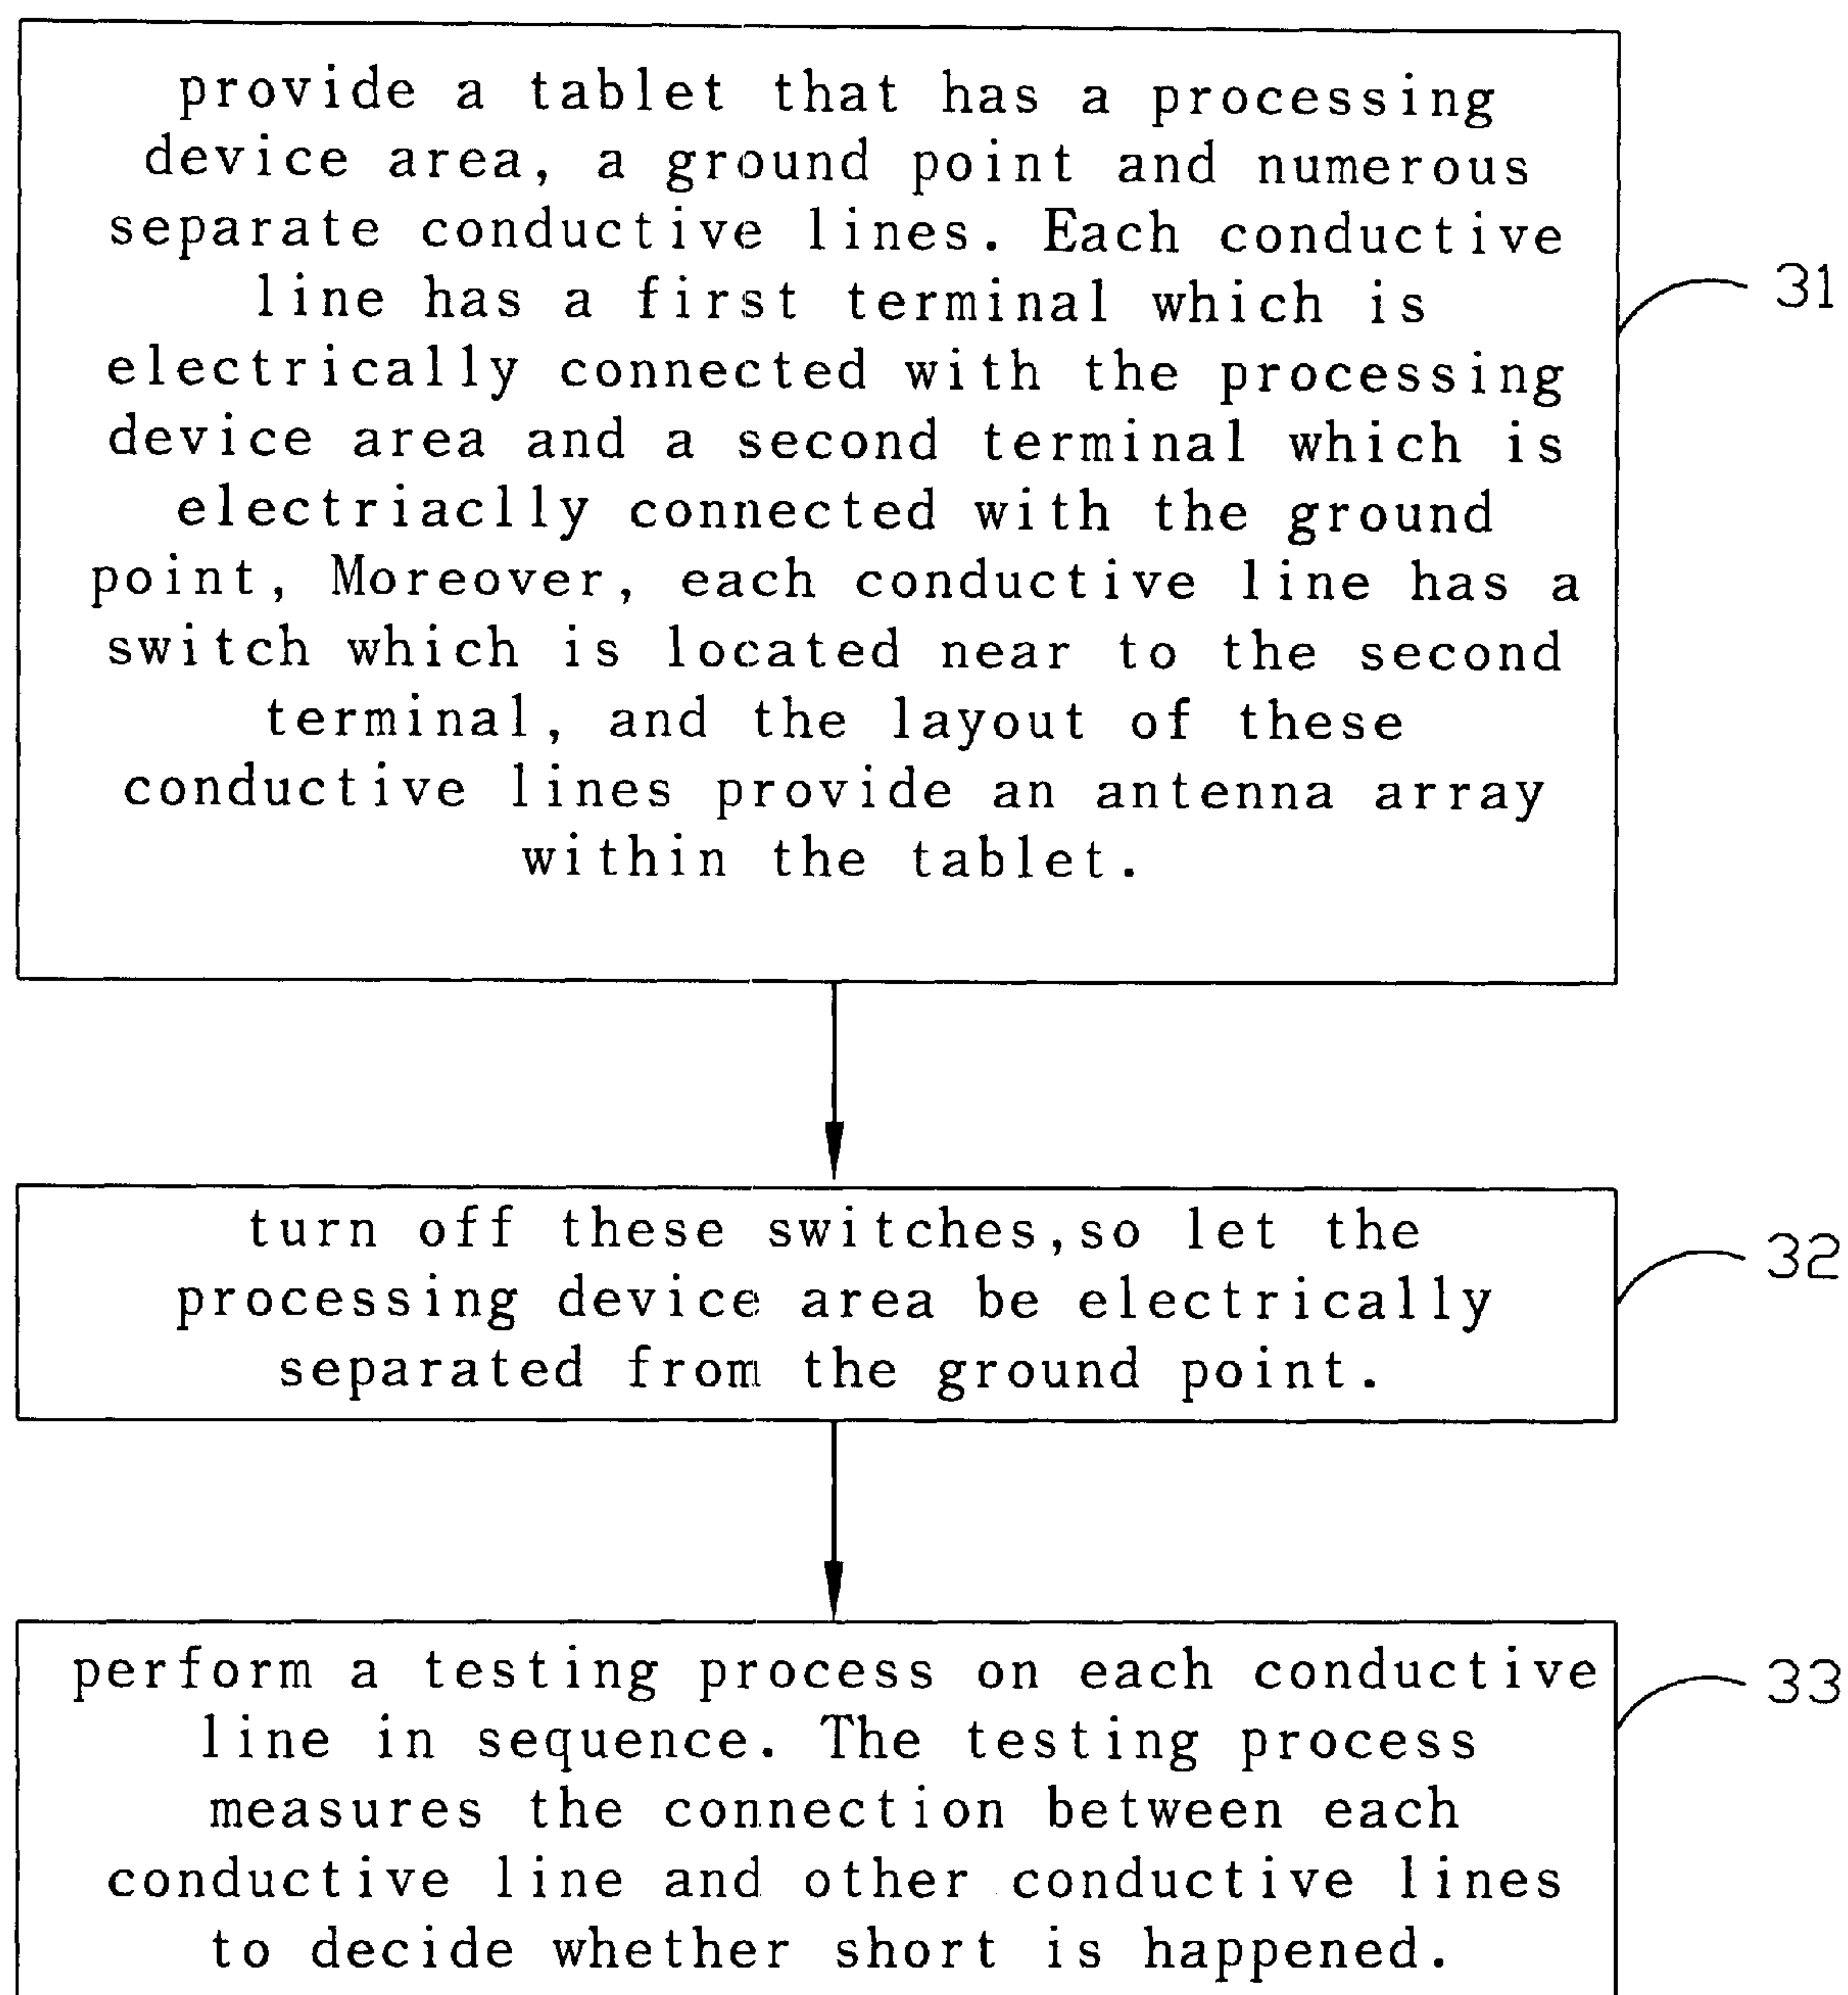 provide a tablet that has a processing
device area, a ground point and numerous
separate conductive lines. Each conductive
line has a first terminal which is
electrically connected with the processing
device area and a second terminal which is
electriaclly connected with the ground
point, Moreover, each conductive line has a
switch which is located near to the second
terminal, and the layout of these
conductive lines provide an antenna array
within the tablet.
31
turn off these switches,so let the
processing device area be electrically
separated from the ground point.
32
perform a testing process on each conductive
line in sequence. The testing process
measures the connection between each
conductive line and other conductive lines
to decide whether short is happened.
33